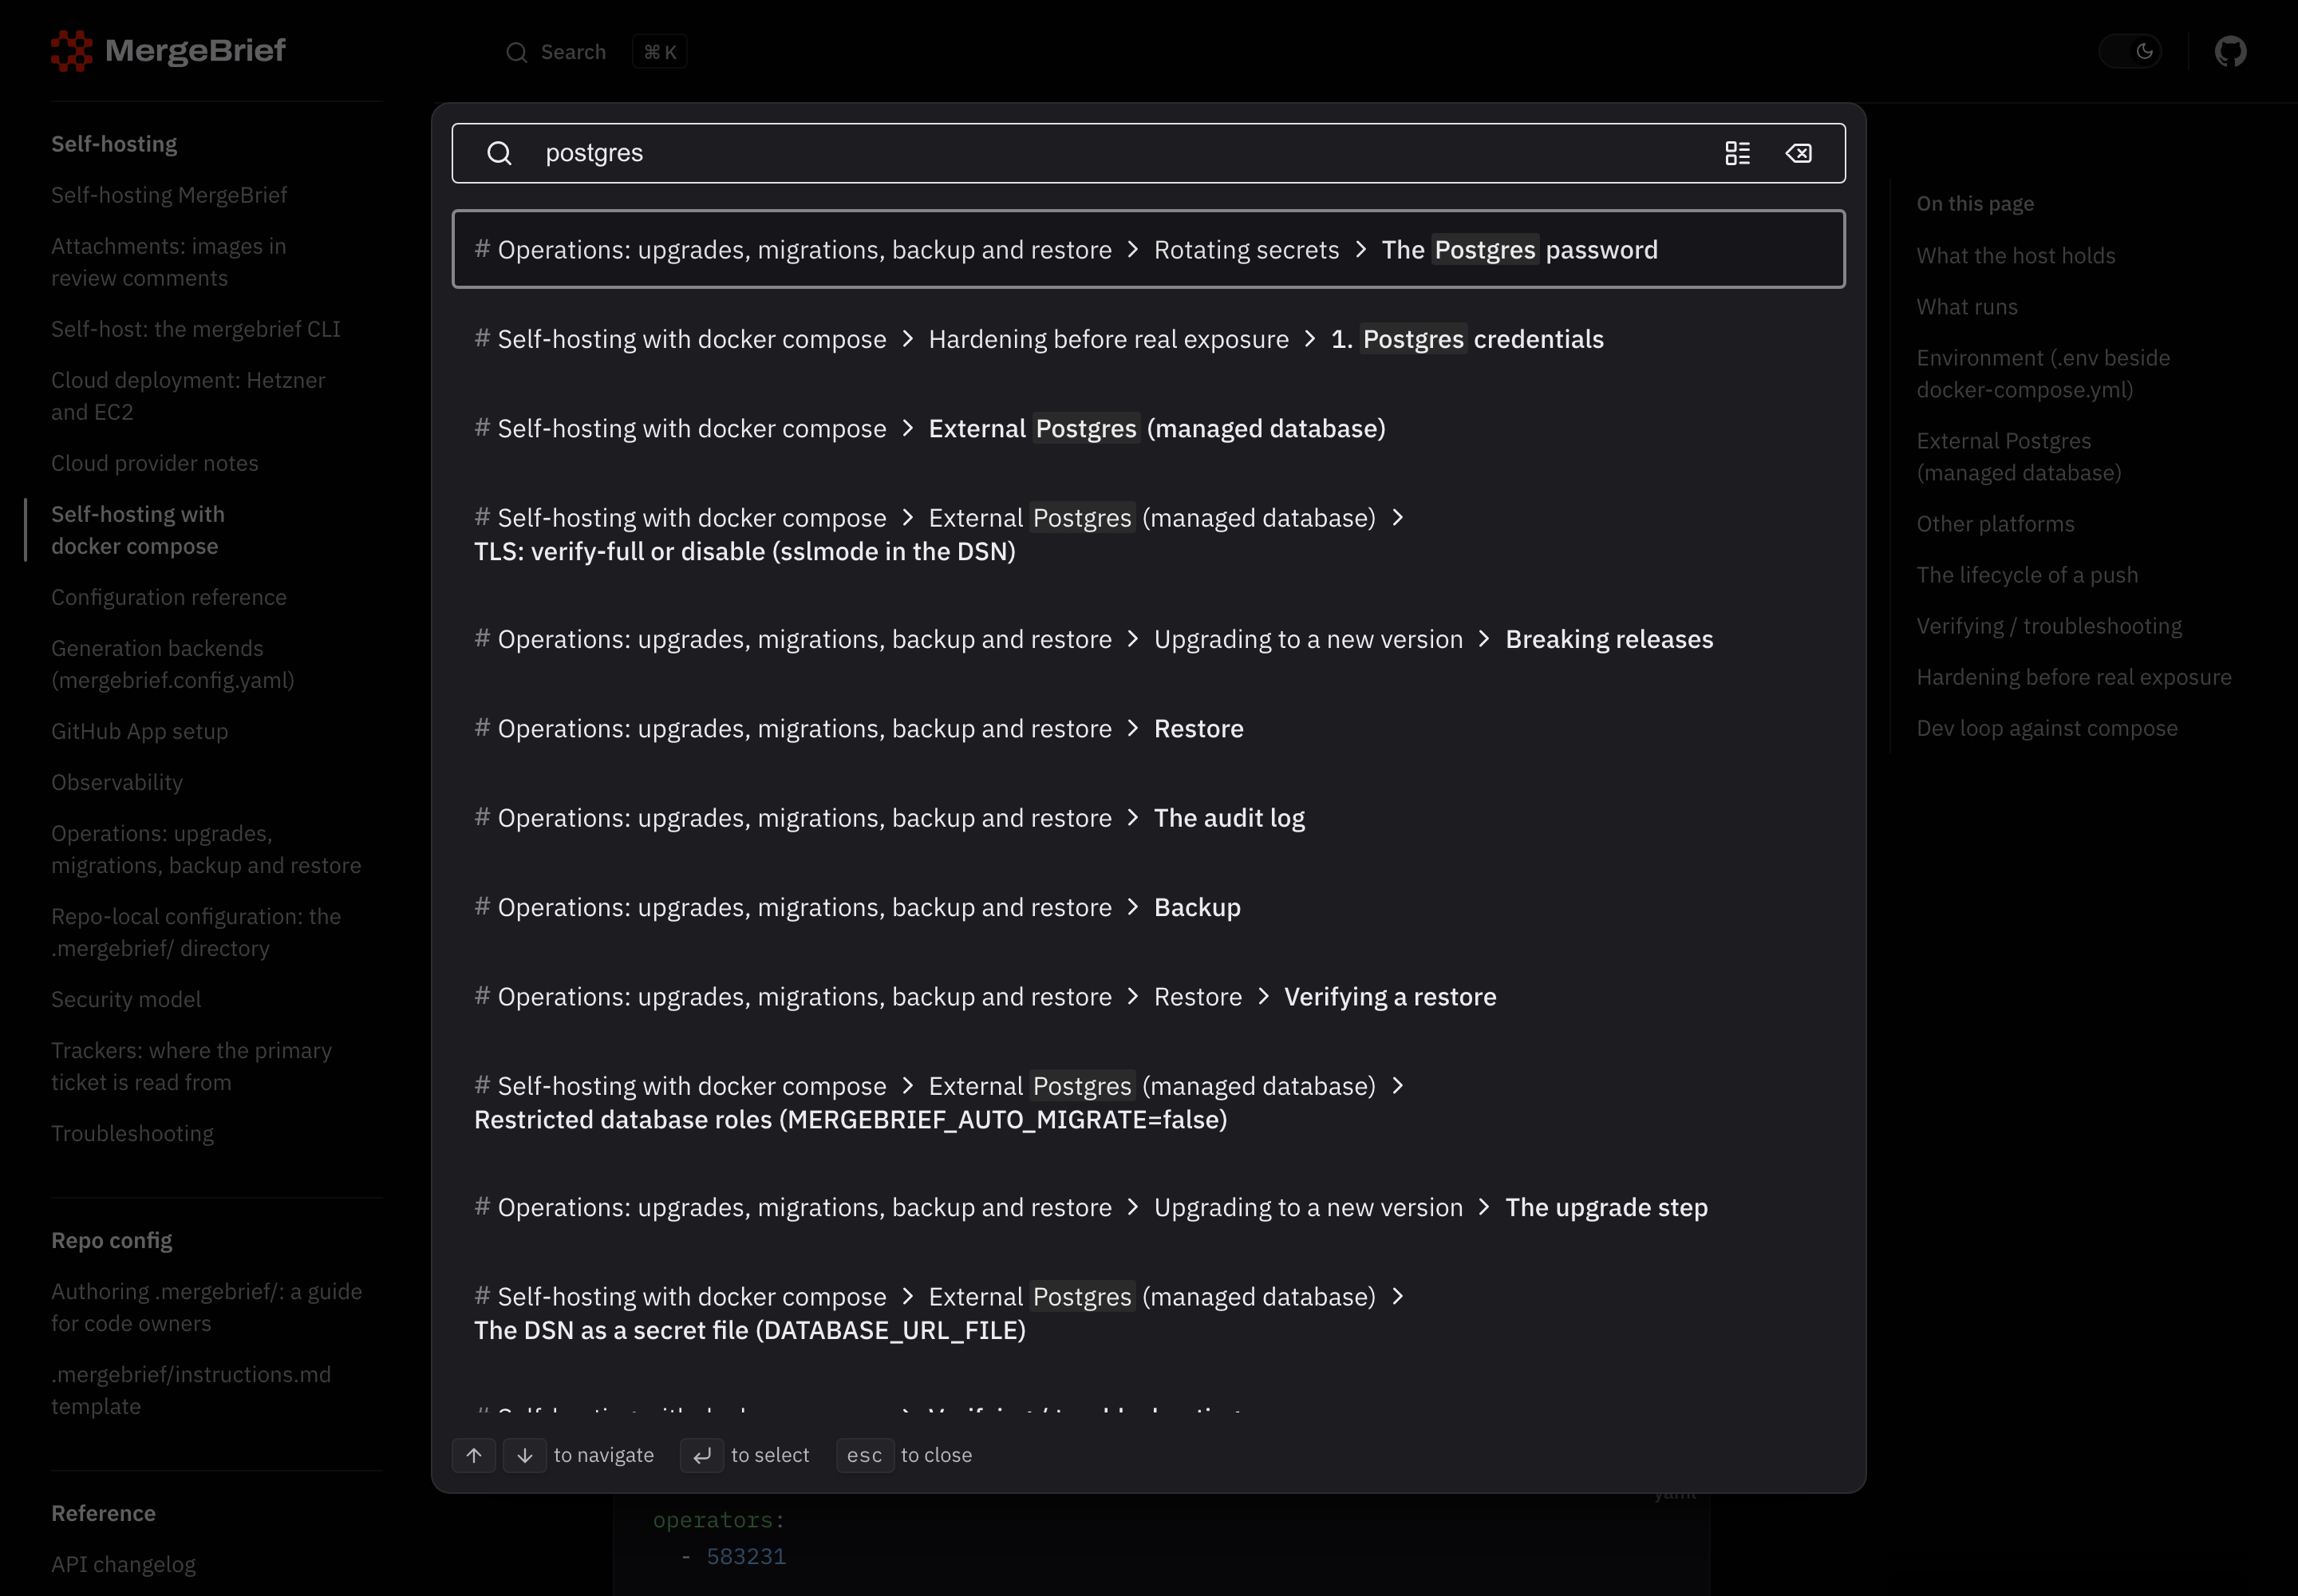 MergeBrief
Search ⌘ K
Self-hosting
Self-hosting MergeBrief
Attachments: images in
review comments
Self-host: the mergebrief CLI
Cloud deployment: Hetzner
and EC2
Cloud provider notes
Self-hosting with
docker compose
Configuration reference
Generation backends
(mergebrief.config.yaml)
GitHub App setup
Observability
Operations: upgrades,
migrations, backup and restore
Repo-local configuration: the
.mergebrief/ directory
Security model
Trackers: where the primary
ticket is read from
Troubleshooting
Repo config
Authoring .mergebrief/: a guide
for code owners
.mergebrief/instructions.md
template
Reference
API changelog
postgres
# Operations: upgrades, migrations, backup and restore > Rotating secrets > The Postgres password
# Self-hosting with docker compose > Hardening before real exposure > 1. Postgres credentials
# Self-hosting with docker compose > External Postgres (managed database)
# Self-hosting with docker compose > External Postgres (managed database) >
TLS: verify-full or disable (sslmode in the DSN)
# Operations: upgrades, migrations, backup and restore > Upgrading to a new version > Breaking releases
# Operations: upgrades, migrations, backup and restore > Restore
# Operations: upgrades, migrations, backup and restore > The audit log
# Operations: upgrades, migrations, backup and restore > Backup
# Operations: upgrades, migrations, backup and restore > Restore > Verifying a restore
# Self-hosting with docker compose > External Postgres (managed database) >
Restricted database roles (MERGEBRIEF_AUTO_MIGRATE=false)
# Operations: upgrades, migrations, backup and restore > Upgrading to a new version > The upgrade step
# Self-hosting with docker compose > External Postgres (managed database) >
The DSN as a secret file (DATABASE_URL_FILE)
↑ ↓ to navigate ↵ to select esc to close
operators:
- 583231
On this page
What the host holds
What runs
Environment (.env beside
docker-compose.yml)
External Postgres
(managed database)
Other platforms
The lifecycle of a push
Verifying / troubleshooting
Hardening before real exposure
Dev loop against compose